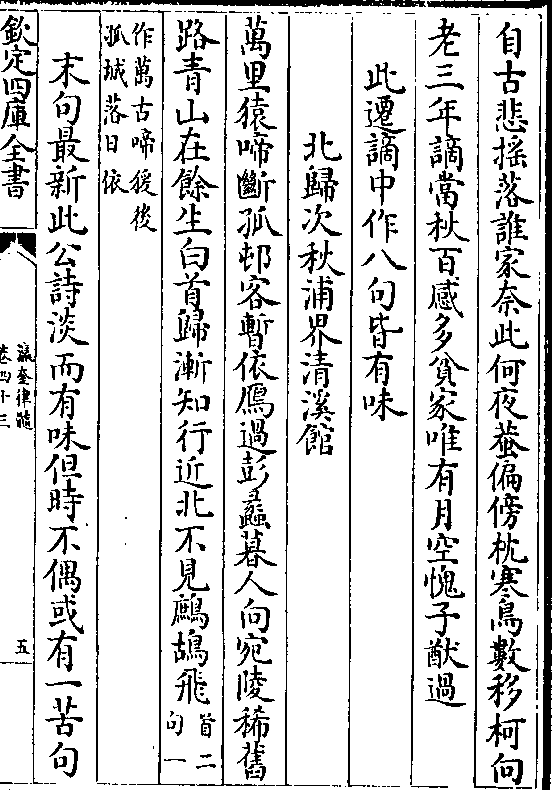 自古悲搖落誰家奈此何夜蛩偏傍枕寒鳥數移柯向
老三年謫當秋百感多貧家唯有月空愧子猷過
此遷謫中作八句皆有味
北歸次秋浦界清溪館
萬里猿啼斷孤邨客暫依鴈過彭蠡暮人向宛陵稀舊
路青山在餘生白首歸漸知行近北不見鷓鴣飛首二句一
作萬古啼猨後孤城落日依
末句最新此公詩淡而有味但時不偶或有一苦句
欽定四庫全書
瀛奎律髓
卷四十三
五